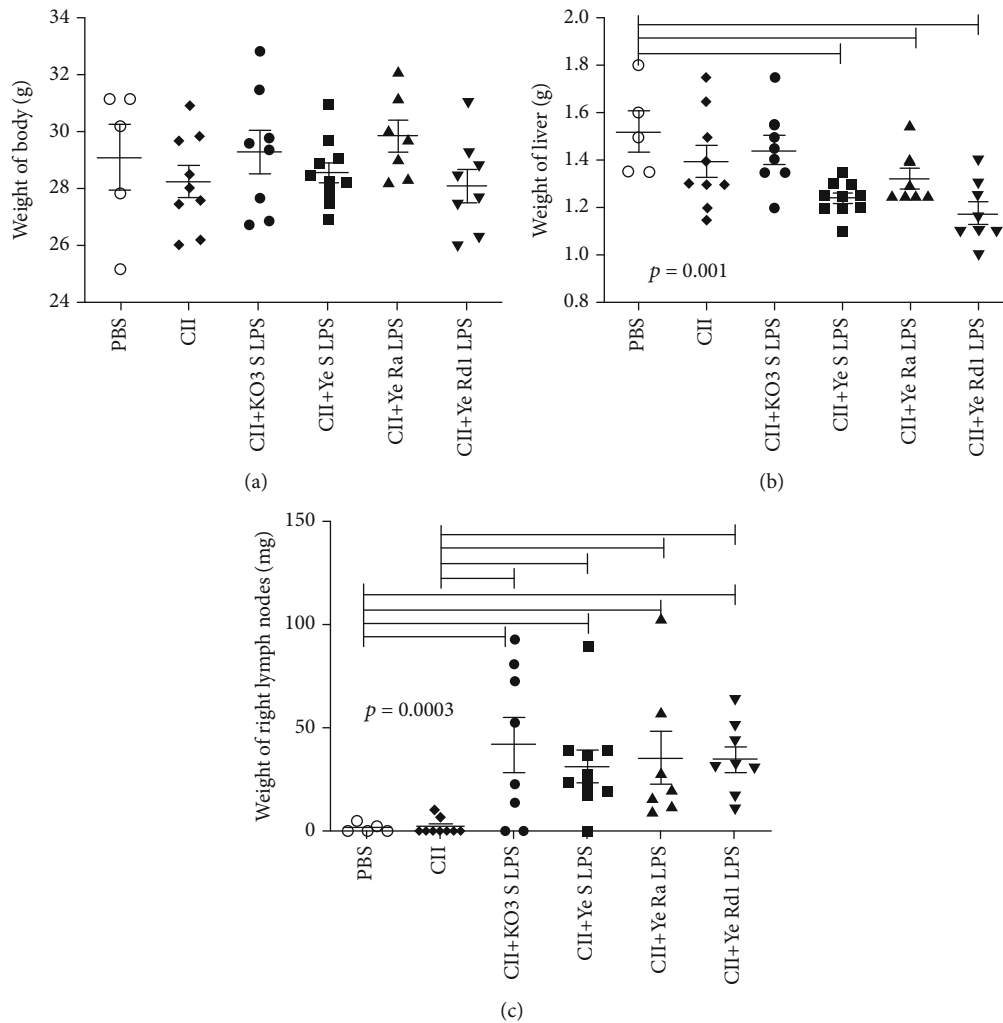 Weight of body (g)
34
32
30
28
26
24
PBS
CII
CII+KO3 S LPS
CII+Ye S LPS
CII+Ye Ra LPS
CII+Ye Rd1 LPS
(a)
Weight of liver (g)
2.0
1.8
1.6
1.4
1.2
1.0
0.8
p = 0.001
PBS
CII
CII+KO3 S LPS
CII+Ye S LPS
CII+Ye Ra LPS
CII+Ye Rd1 LPS
(b)
Weight of right lymph nodes (mg)
150
100
50
0
p = 0.0003
PBS
CII
CII+KO3 S LPS
CII+Ye S LPS
CII+Ye Ra LPS
CII+Ye Rd1 LPS
(c)